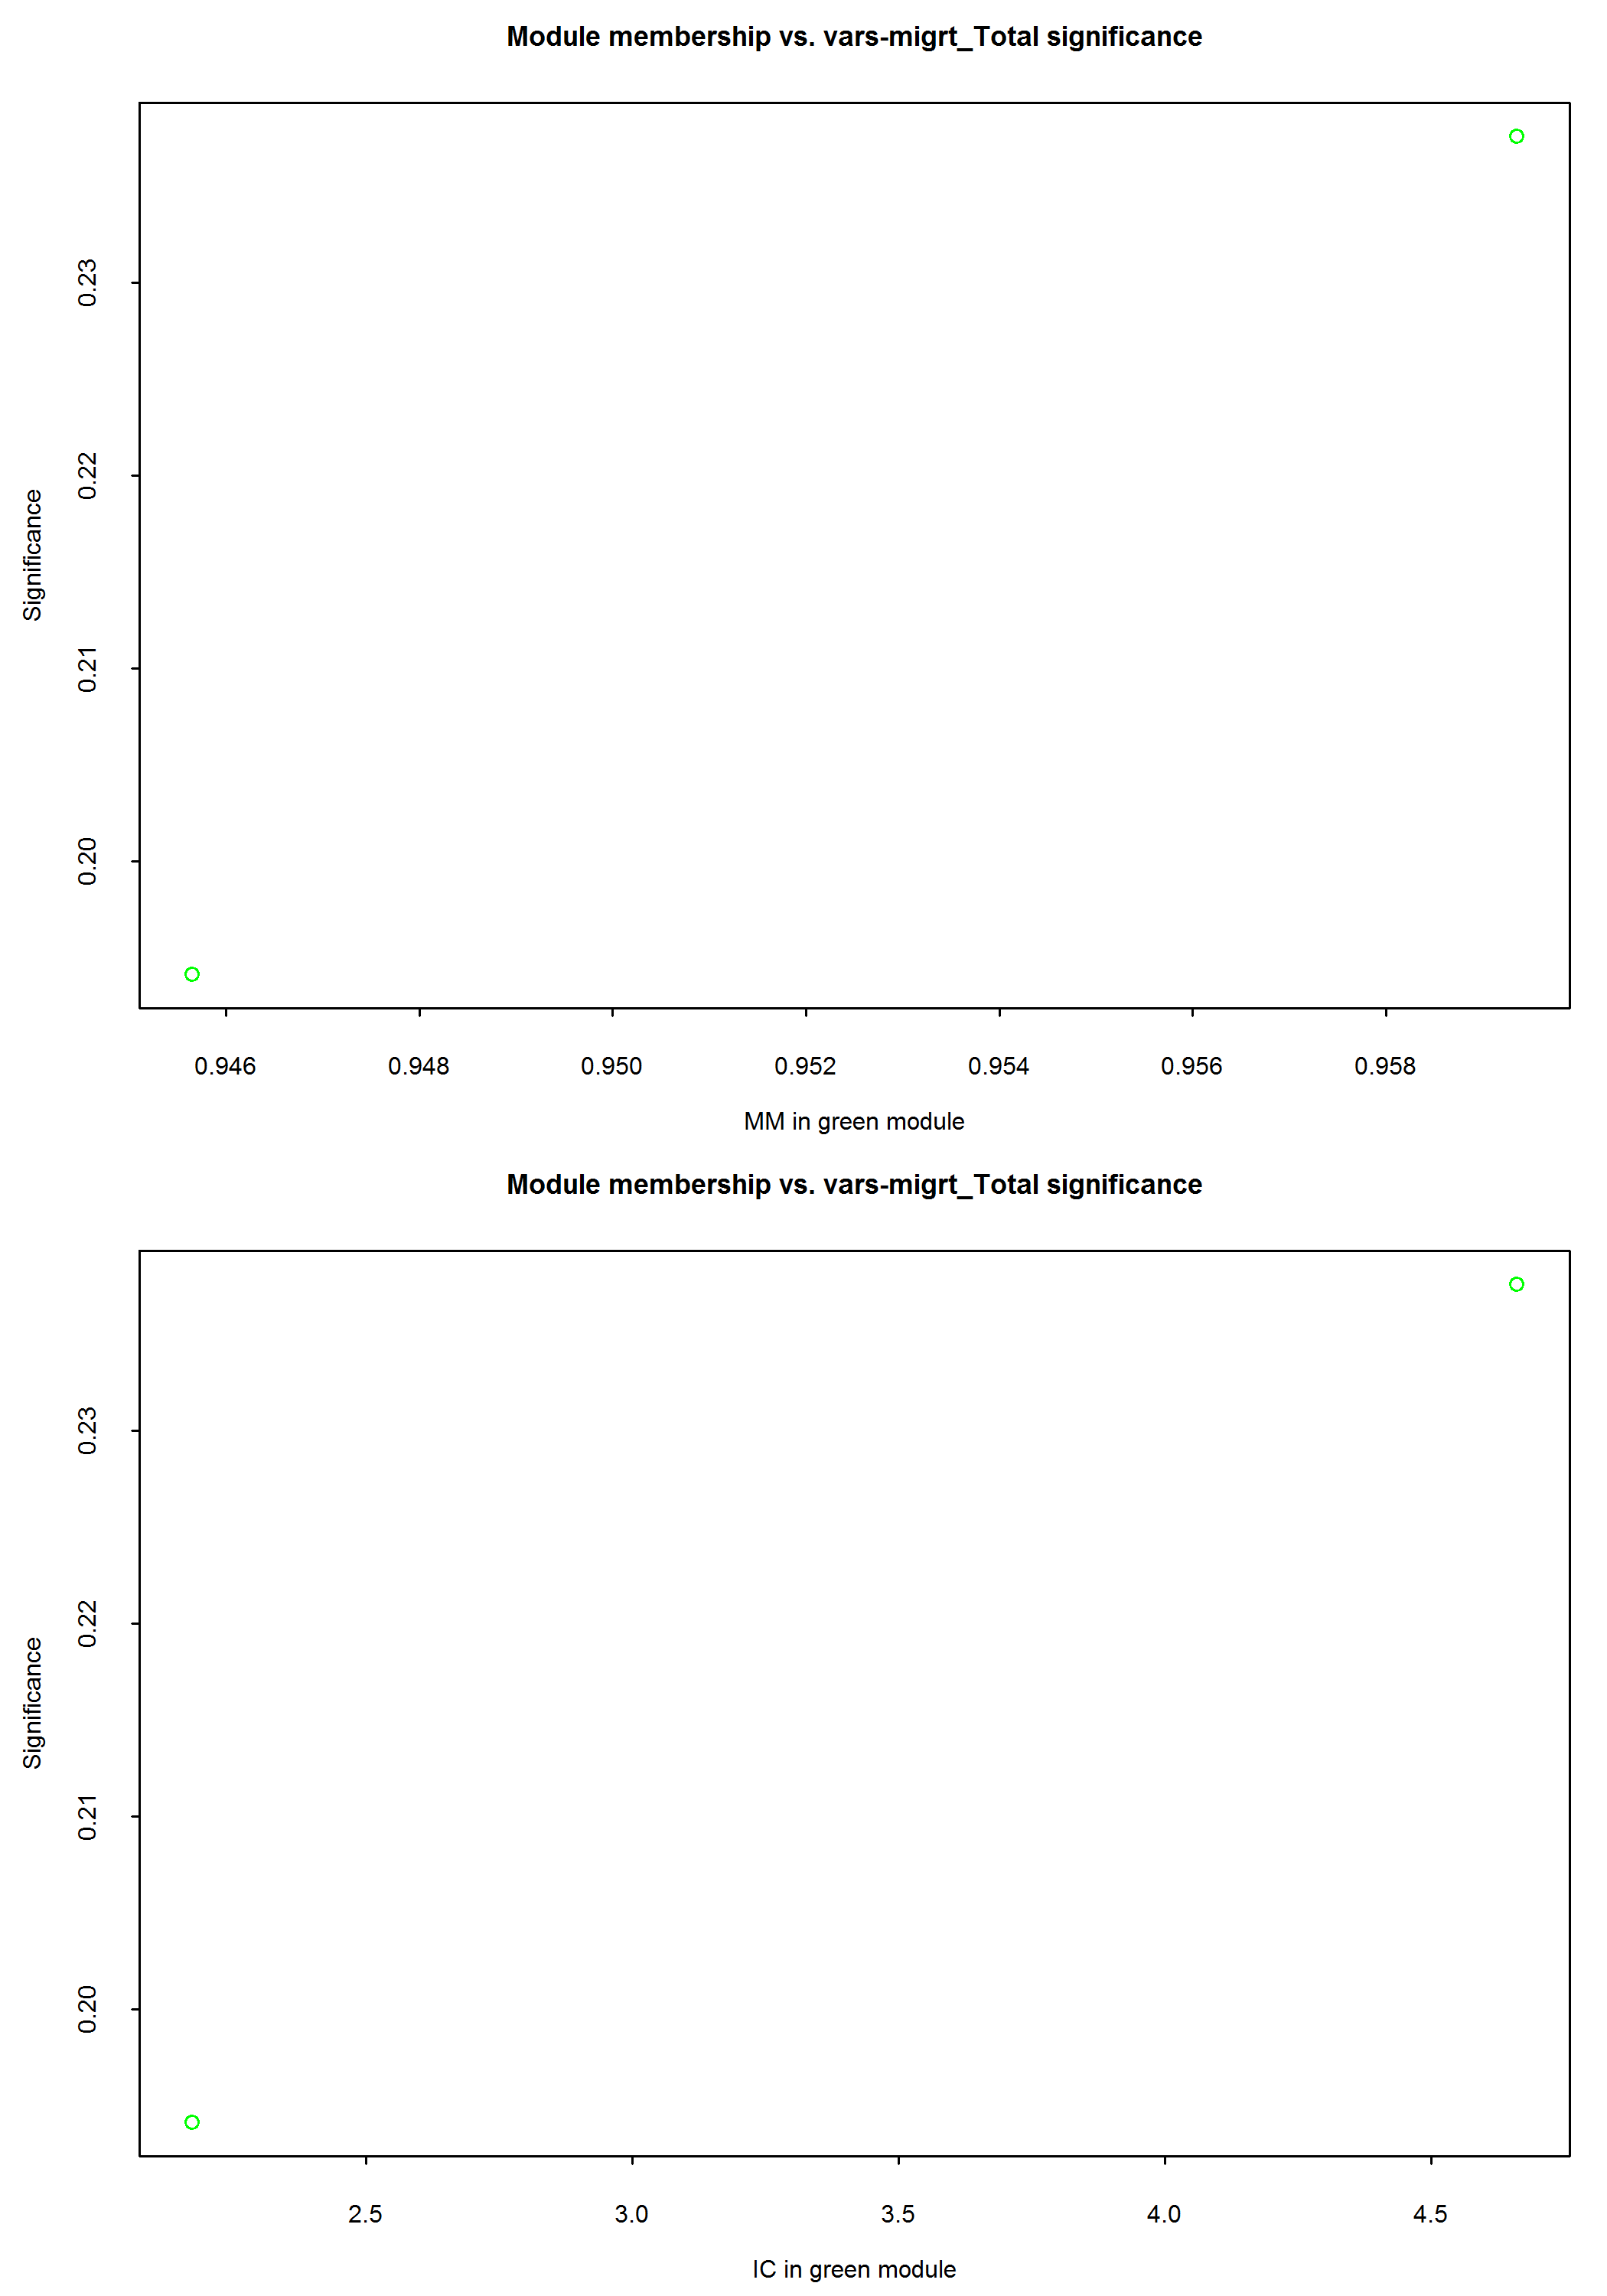 Module membership vs. vars-migrt_Total significance
0.23
0.22
0.21
0.20
Significance
0.946 0.948 0.950 0.952 0.954 0.956 0.958
MM in green module
Module membership vs. vars-migrt_Total significance
0.23
0.22
0.21
0.20
Significance
2.5 3.0 3.5 4.0 4.5
IC in green module